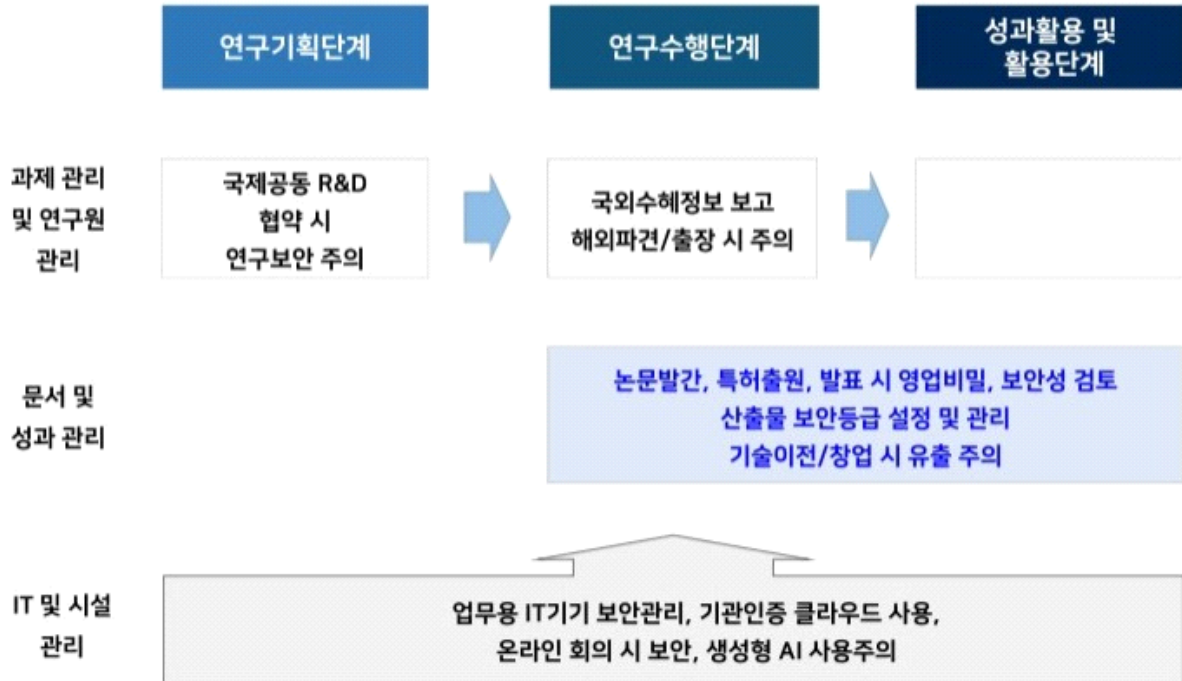 연구기획단계
연구수행단계
성과활용 및
활용단계
과제 관리
및 연구원
관리
국제공동 R&D
협약 시
연구보안 주의
국외수혜정보 보고
해외파견/출장 시 주의
문서 및
성과 관리
논문발간, 특허출원, 발표 시 영업비밀, 보안성 검토
산출물 보안등급 설정 및 관리
기술이전/창업 시 유출 주의
IT 및 시설
관리
업무용 IT기기 보안관리, 기관인증 클라우드 사용,
온라인 회의 시 보안, 생성형 AI 사용주의